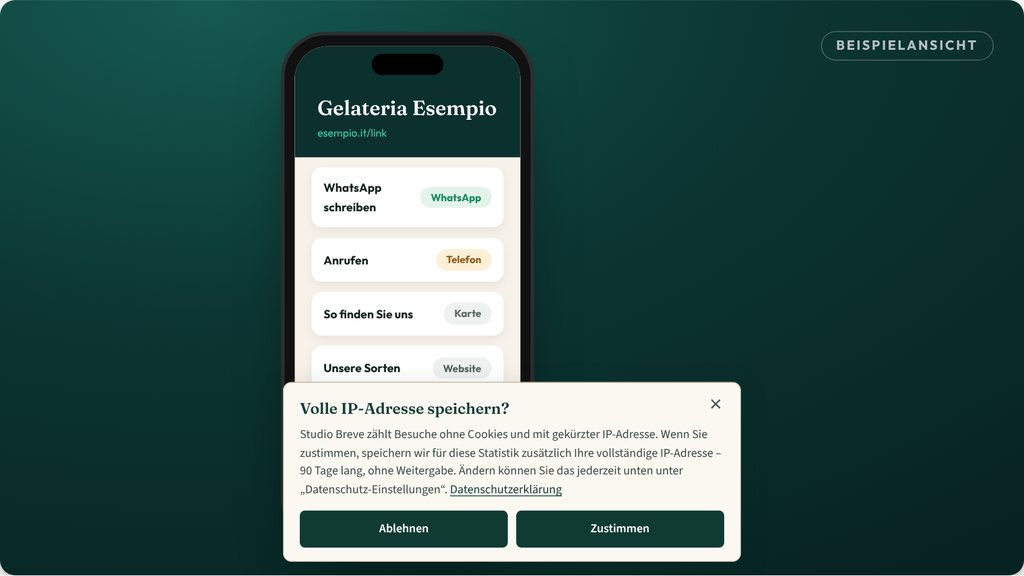 BEISPIELANSICHT
Gelateria Esempio
esempio.it/link
WhatsApp
schreiben
WhatsApp
Anrufen
Telefon
So finden Sie uns
Karte
Unsere Sorten
Website
Volle IP-Adresse speichern?
✕
Studio Breve zählt Besuche ohne Cookies und mit gekürzter IP-Adresse. Wenn Sie
zustimmen, speichern wir für diese Statistik zusätzlich Ihre vollständige IP-Adresse –
90 Tage lang, ohne Weitergabe. Ändern können Sie das jederzeit unten unter
„Datenschutz-Einstellungen“. Datenschutzerklärung
Ablehnen
Zustimmen